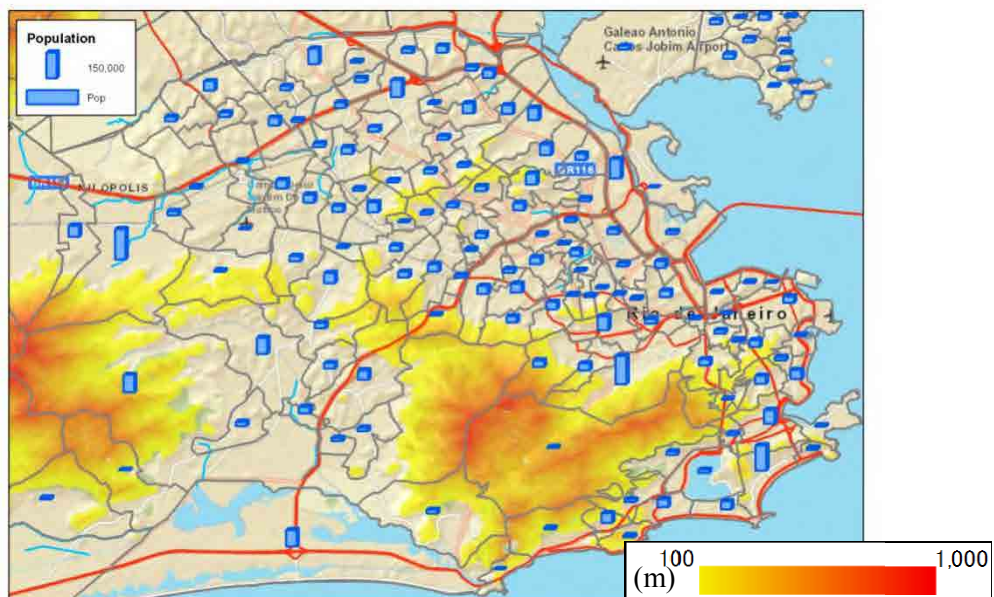 Population
150,000
Pop
Galeao Antonio
Carlos Jobim Airport
BR116
NILOPOLIS
Rio de Janeiro
100 1,000
(m)